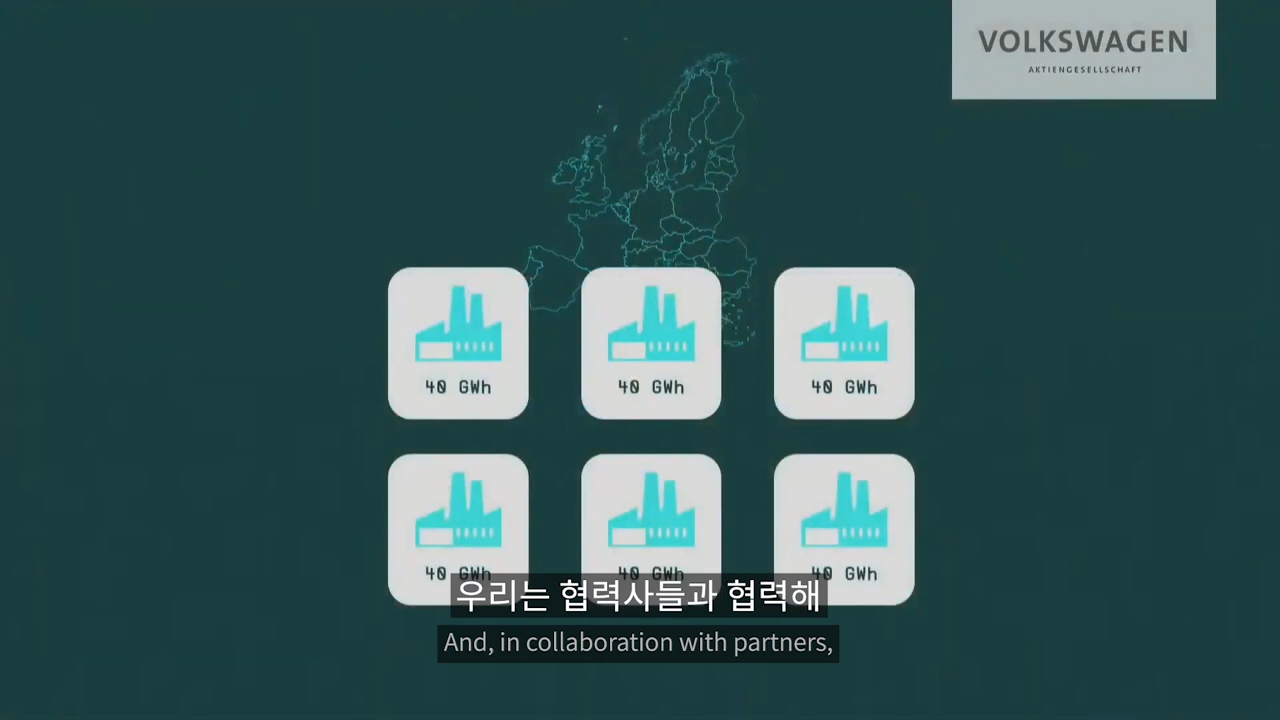 VOLKSWAGEN
AKTIENGESELLSCHAFT
40 GWh
40 GWh
40 GWh
40 GWh
40 GWh
40 GWh
우리는 협력사들과 협력해
And, in collaboration with partners,